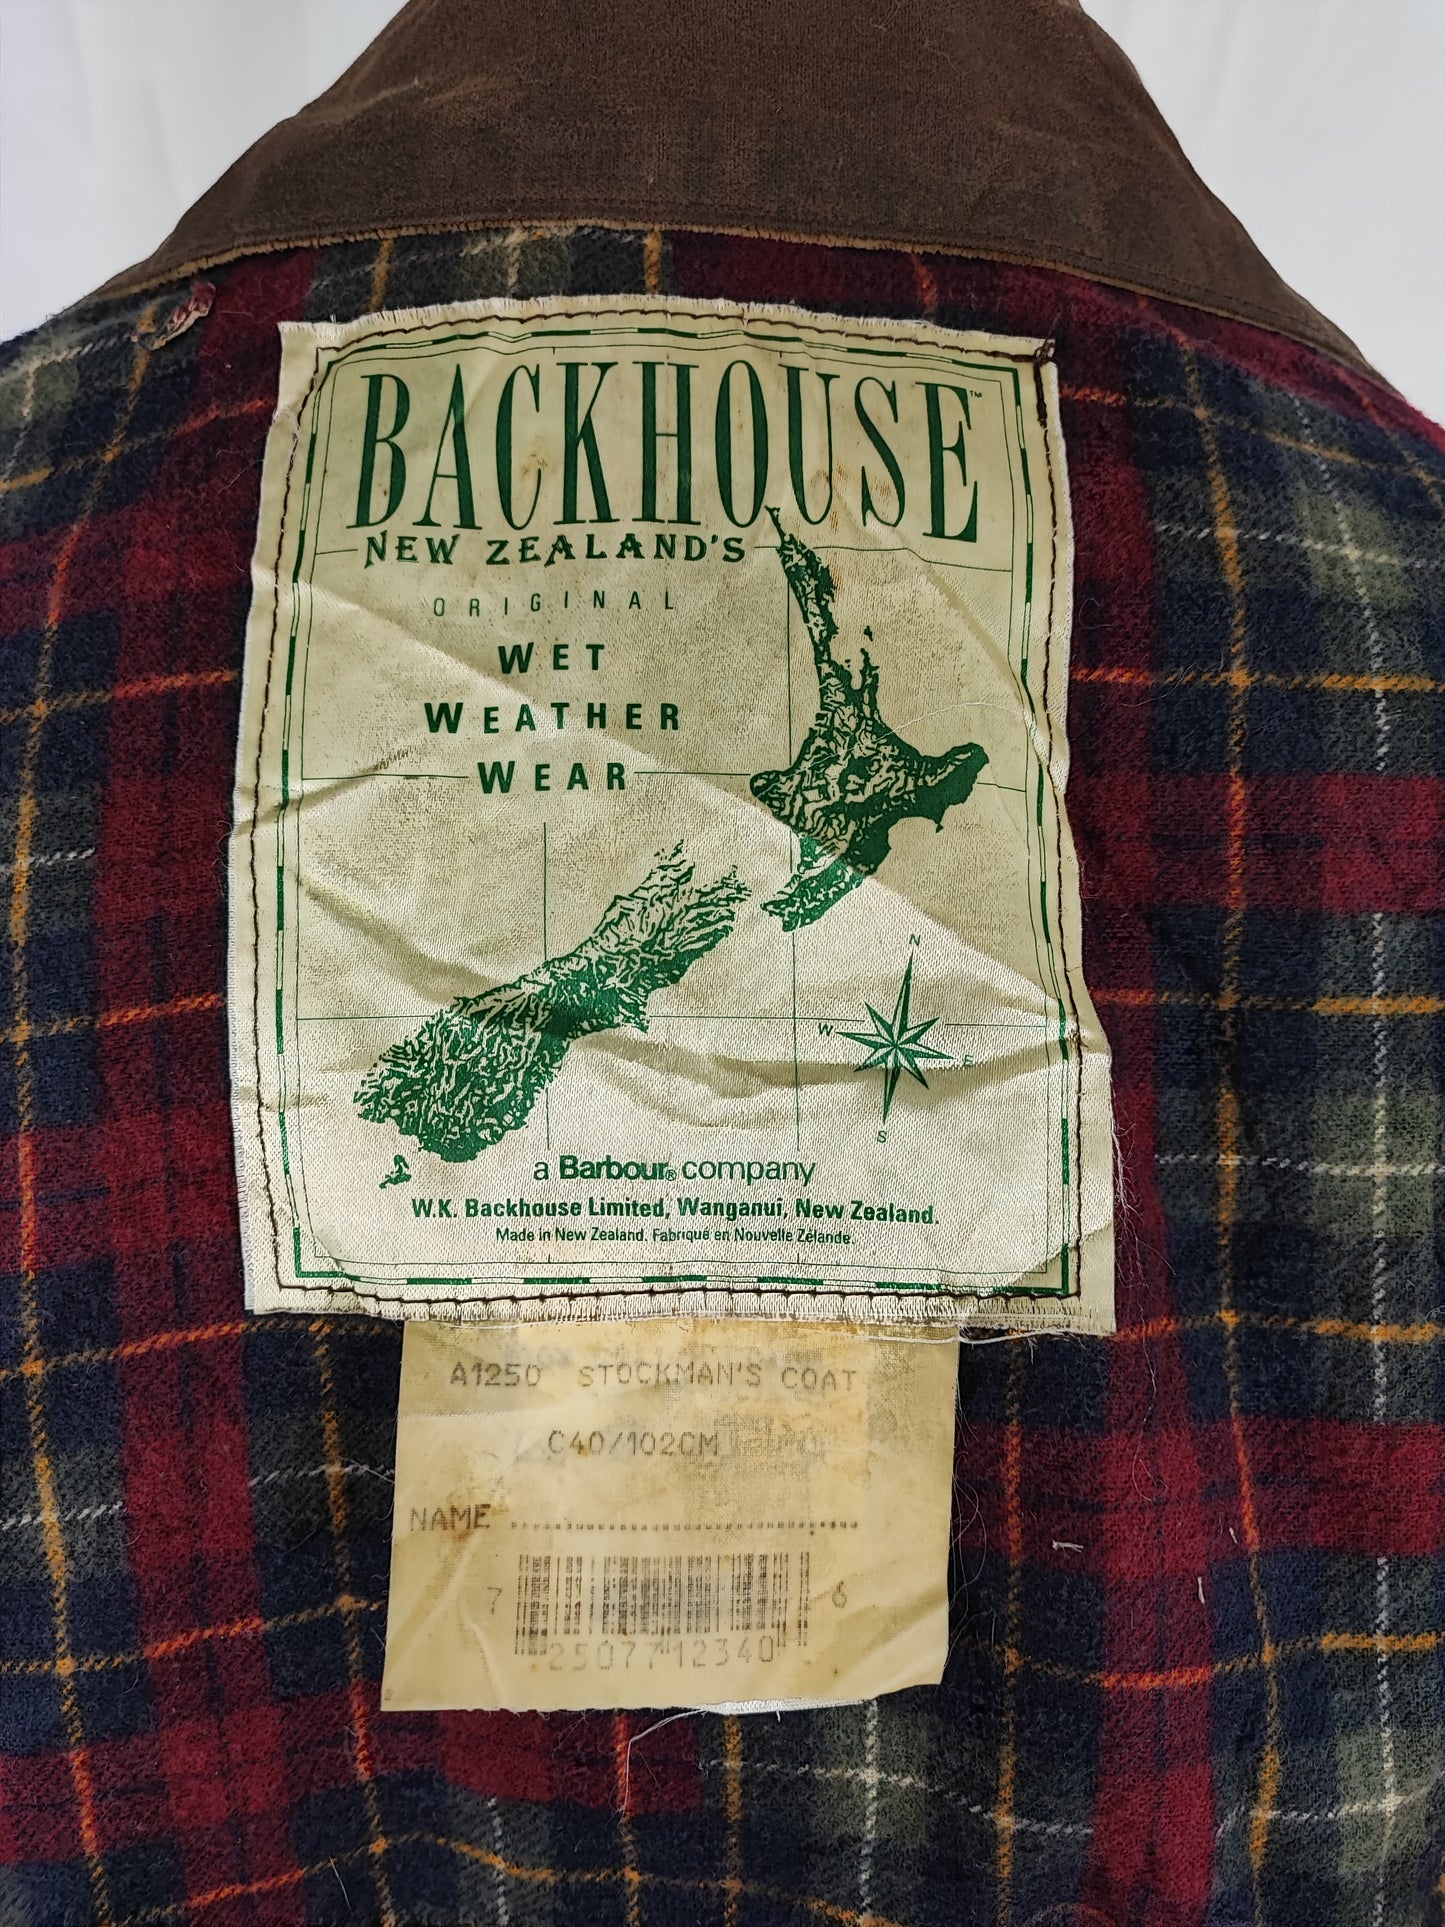 BACKHOUSE™
NEW ZEALAND'S
ORIGINAL
WET
WEATHER
WEAR
N
W E
S
a Barbour® company
W.K. Backhouse Limited, Wanganui, New Zealand.
Made in New Zealand. Fabriqué en Nouvelle Zélande.
A1250 STOCKMAN'S COAT
C40/102CM
NAME
7 25077 12340 6